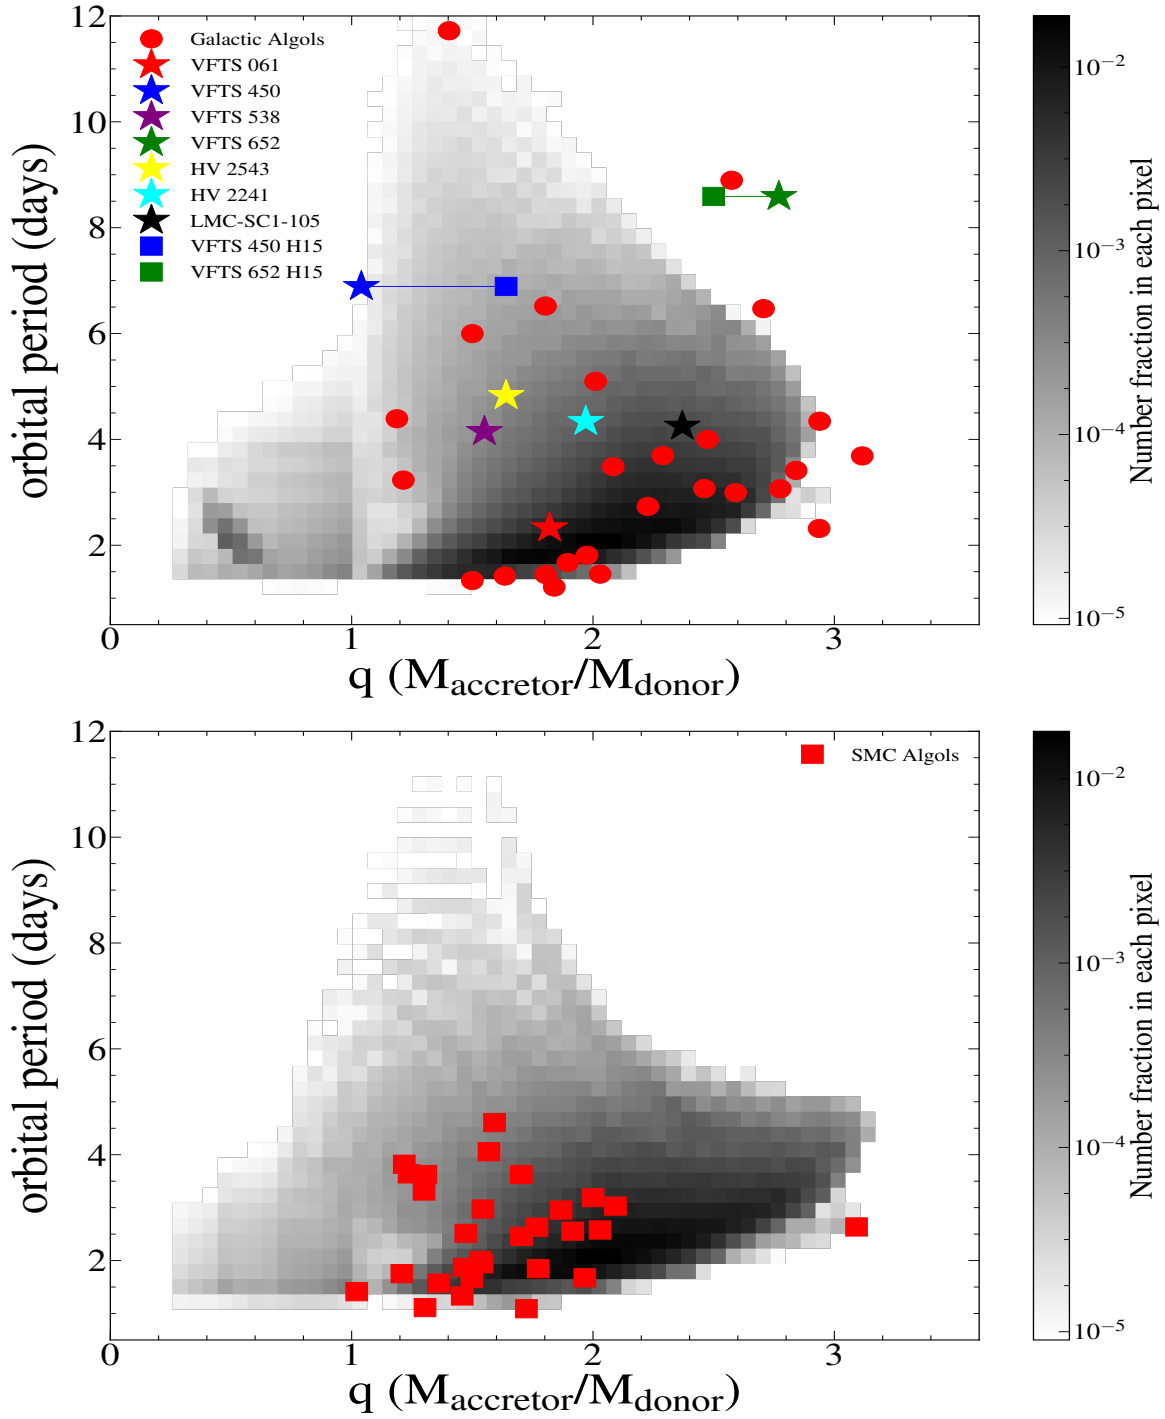 12
10
8
6
4
2
0
1
2
3
orbital period (days)
q (M_accretor/M_donor)
Galactic Algols
VFTS 061
VFTS 450
VFTS 538
VFTS 652
HV 2543
HV 2241
LMC-SC1-105
VFTS 450 H15
VFTS 652 H15
10⁻²
10⁻³
10⁻⁴
10⁻⁵
Number fraction in each pixel
12
10
8
6
4
2
0
1
2
3
orbital period (days)
q (M_accretor/M_donor)
SMC Algols
10⁻²
10⁻³
10⁻⁴
10⁻⁵
Number fraction in each pixel